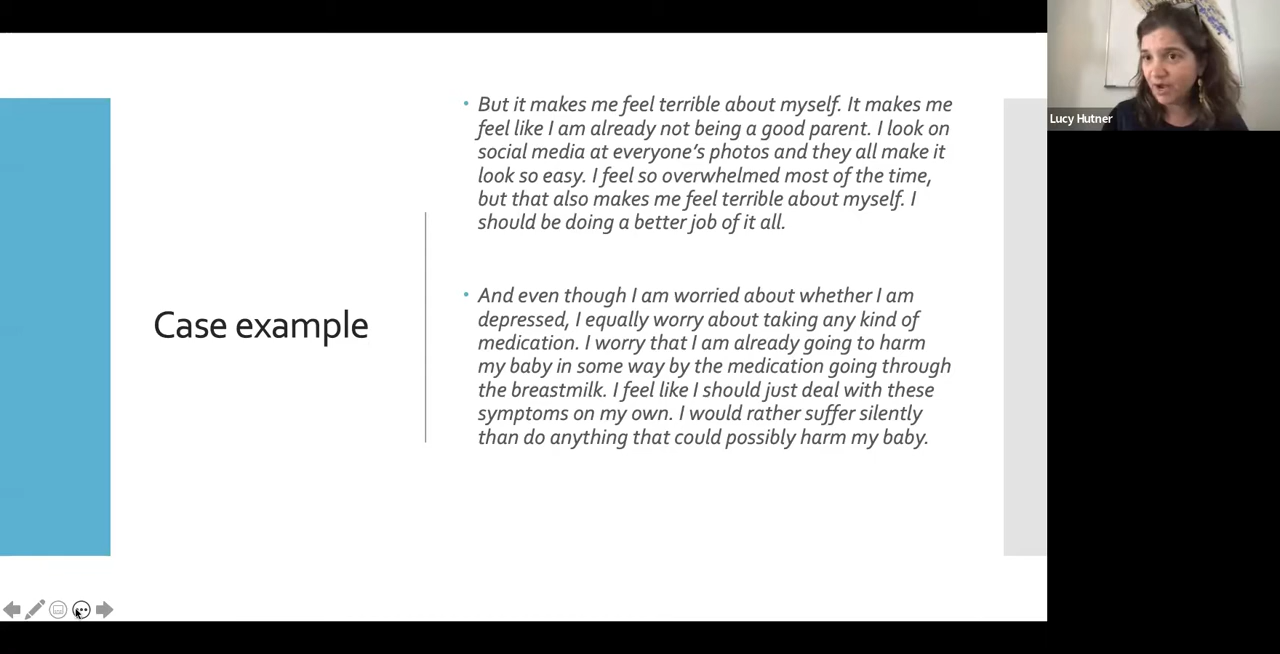 Case example
• But it makes me feel terrible about myself. It makes me
feel like I am already not being a good parent. I look on
social media at everyone's photos and they all make it
look so easy. I feel so overwhelmed most of the time,
but that also makes me feel terrible about myself. I
should be doing a better job of it all.
• And even though I am worried about whether I am
depressed, I equally worry about taking any kind of
medication. I worry that I am already going to harm
my baby in some way by the medication going through
the breastmilk. I feel like I should just deal with these
symptoms on my own. I would rather suffer silently
than do anything that could possibly harm my baby.
Lucy Hutner